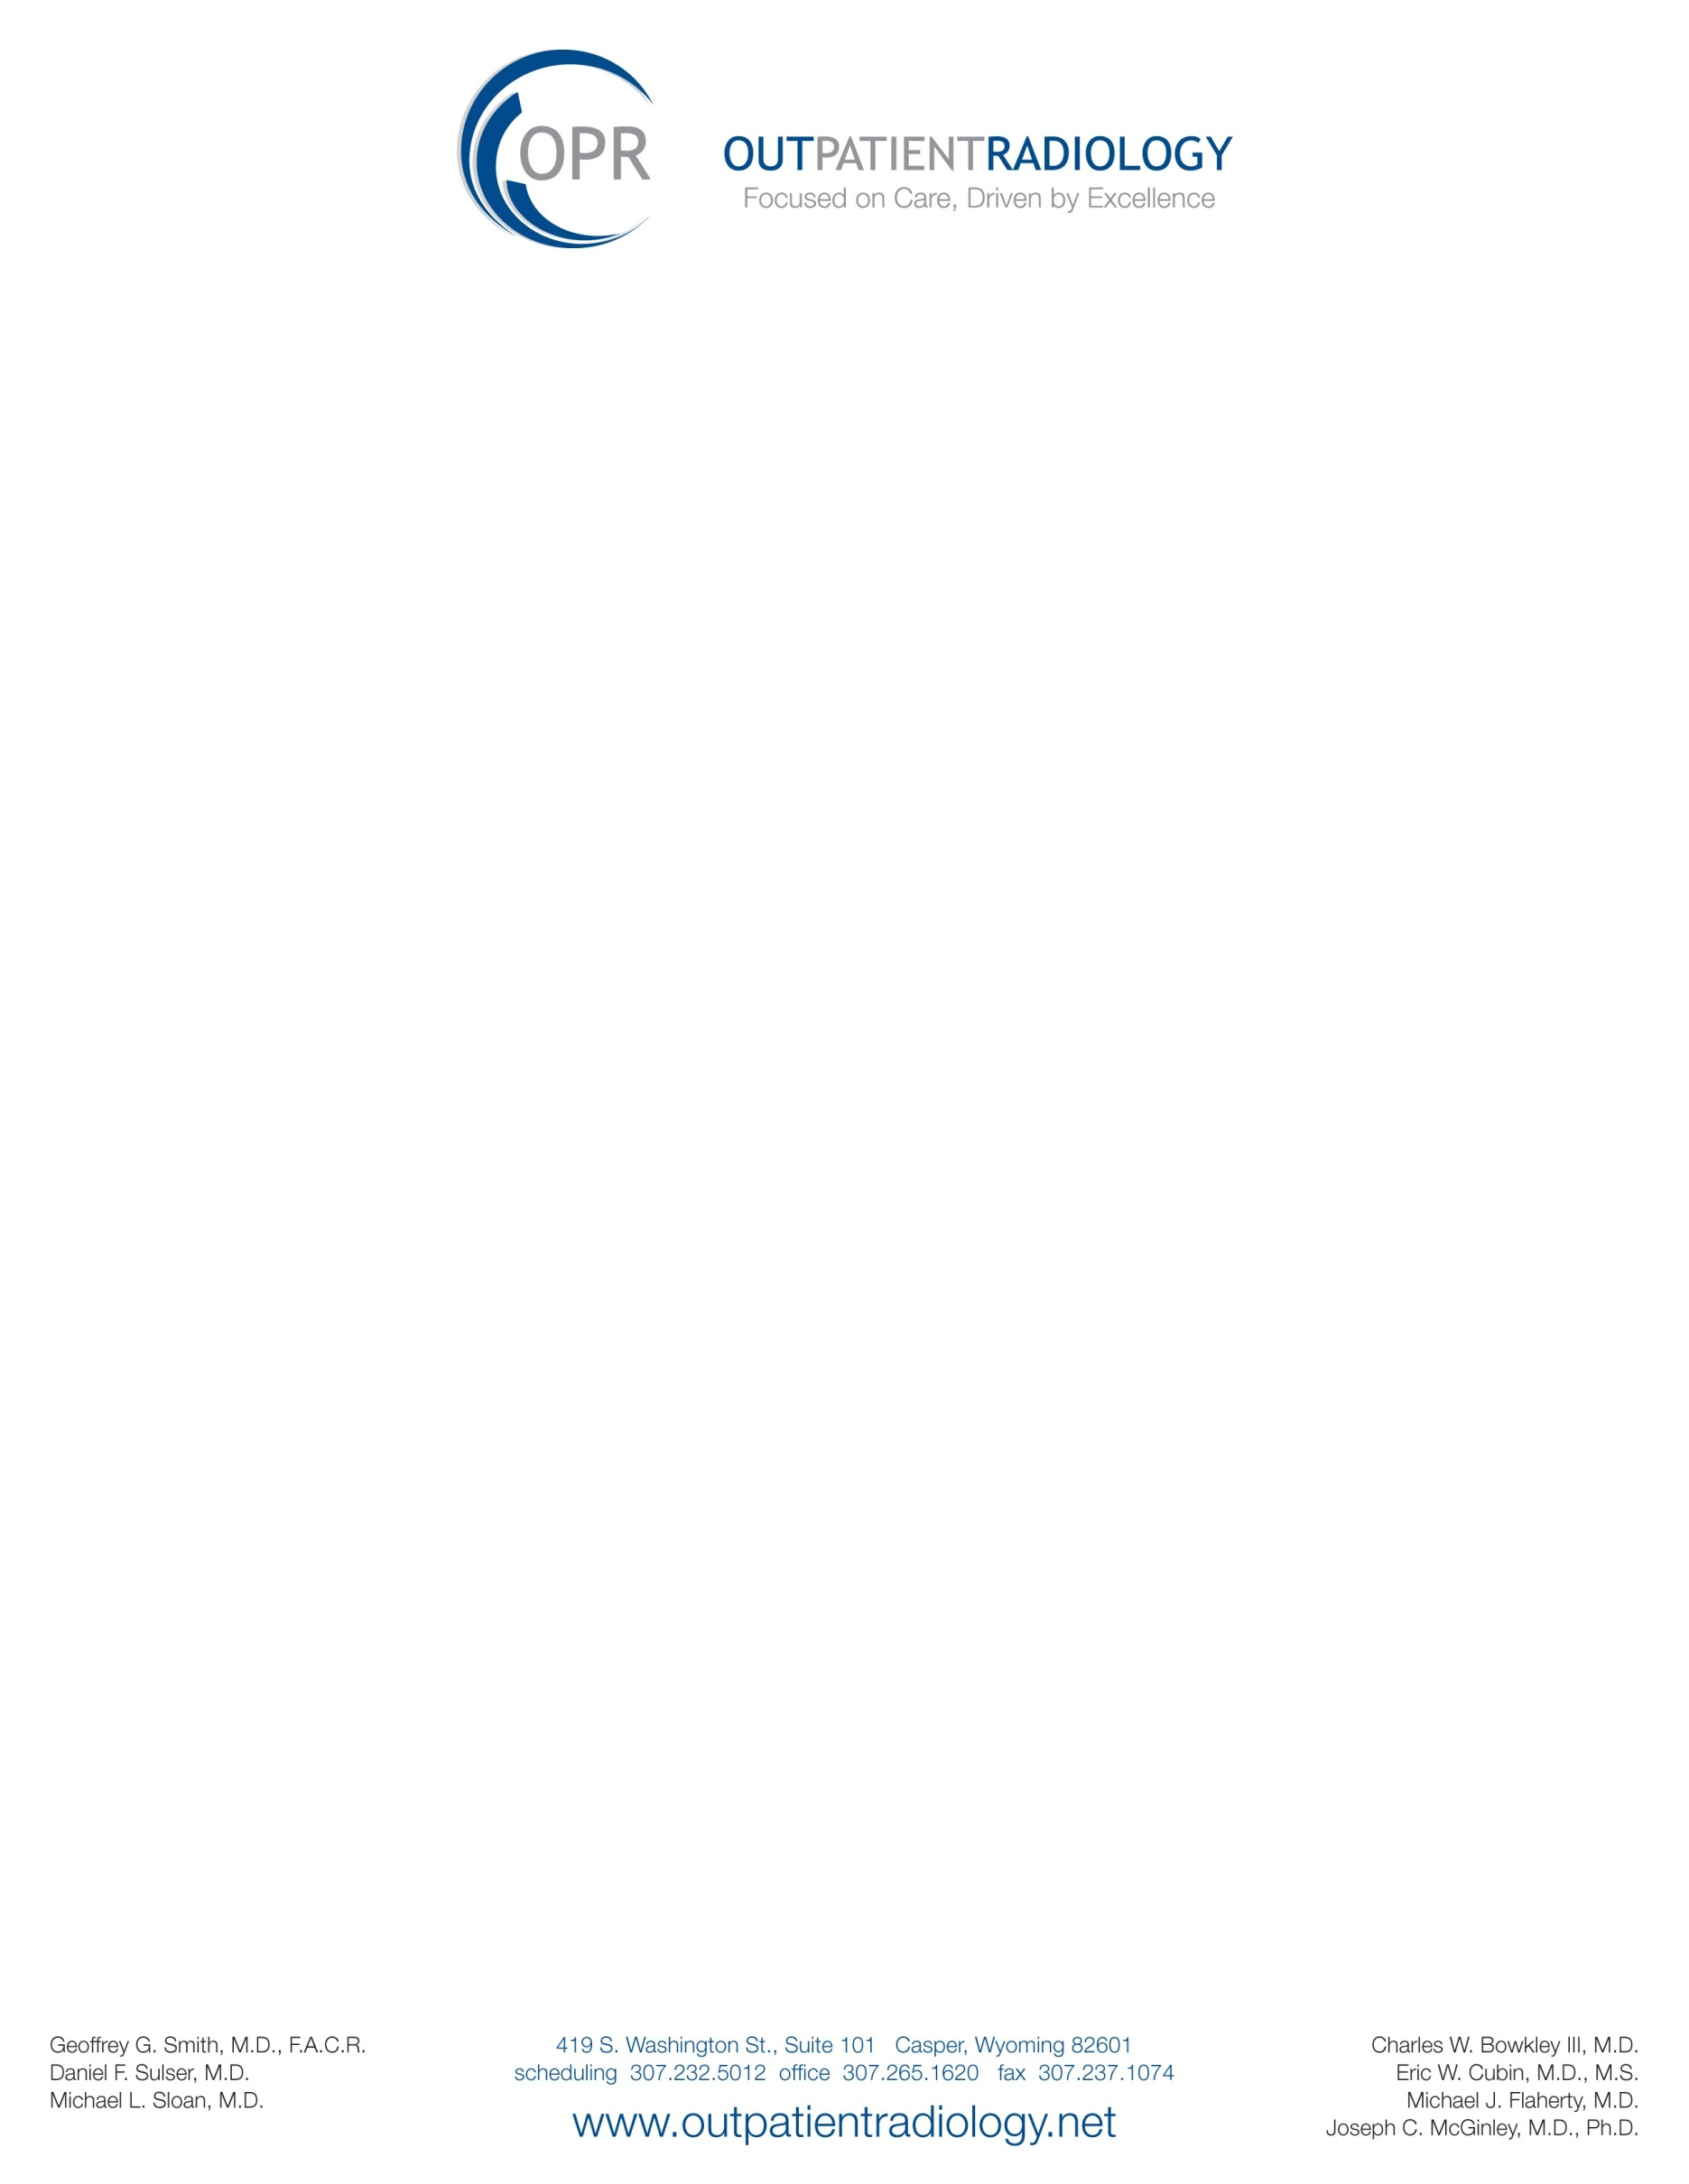 OPR
OUTPATIENTRADIOLOGY
Focused on Care, Driven by Excellence
Geoffrey G. Smith, M.D., F.A.C.R.
Daniel F. Sulser, M.D.
Michael L. Sloan, M.D.
419 S. Washington St., Suite 101 Casper, Wyoming 82601
scheduling 307.232.5012 office 307.265.1620 fax 307.237.1074
www.outpatientradiology.net
Charles W. Bowkley III, M.D.
Eric W. Cubin, M.D., M.S.
Michael J. Flaherty, M.D.
Joseph C. McGinley, M.D., Ph.D.